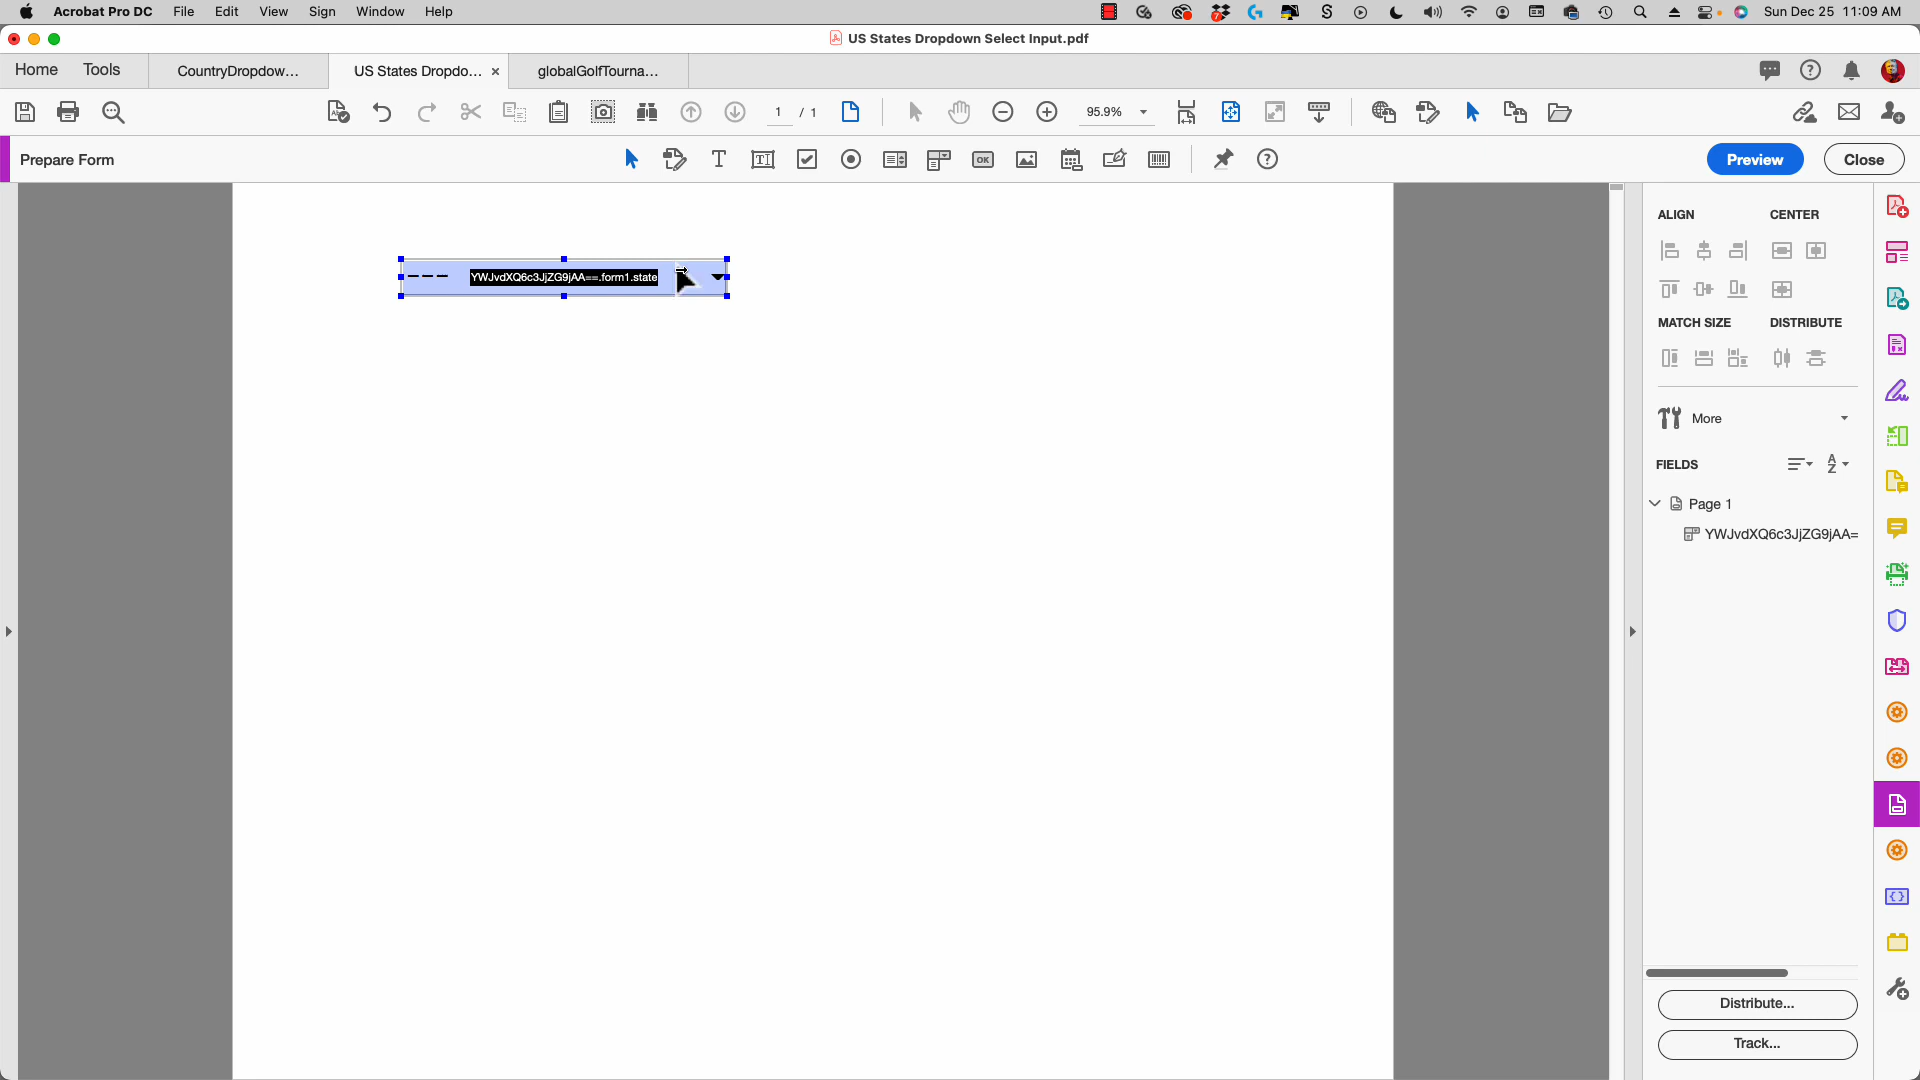 Acrobat Pro DC File Edit View Sign Window Help Sun Dec 25 11:09 AM
US States Dropdown Select Input.pdf
Home Tools CountryDropdow... US States Dropdo... × globalGolfTourna...
1 / 1 95.9%
Prepare Form OK Preview Close
--- YWJvdXQ6c3JjZG9jAA==.form1.state
ALIGN CENTER
MATCH SIZE DISTRIBUTE
More
FIELDS
Page 1
YWJvdXQ6c3JjZG9jAA=
Distribute...
Track...